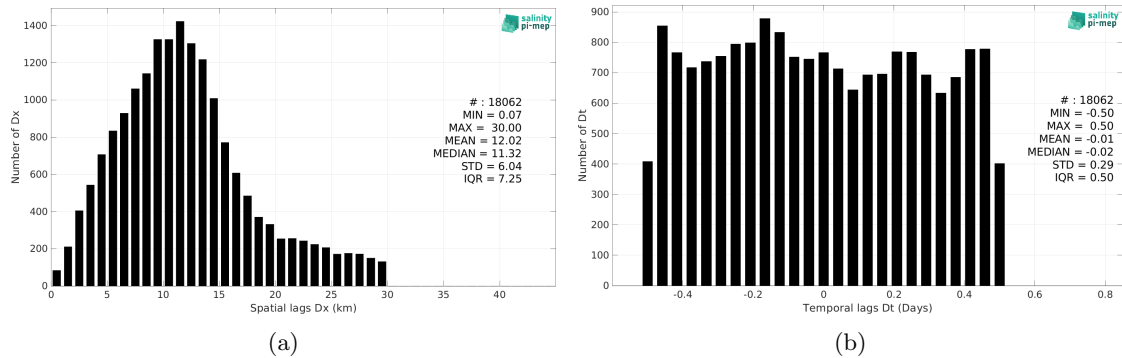 1400
1200
1000
800
600
400
200
0
Number of Dx
salinity
pi-mep
# : 18062
MIN = 0.07
MAX = 30.00
MEAN = 12.02
MEDIAN = 11.32
STD = 6.04
IQR = 7.25
0 5 10 15 20 25 30 35 40
Spatial lags Dx (km)
(a)
900
800
700
600
500
400
300
200
100
0
Number of Dt
salinity
pi-mep
# : 18062
MIN = -0.50
MAX = 0.50
MEAN = -0.01
MEDIAN = -0.02
STD = 0.29
IQR = 0.50
-0.4 -0.2 0 0.2 0.4 0.6 0.8
Temporal lags Dt (Days)
(b)